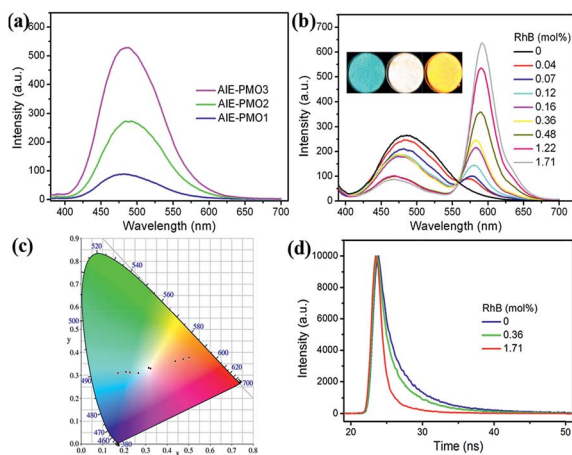 (a)
600
500
400
300
200
100
0
Intensity (a.u.)
AIE-PMO3
AIE-PMO2
AIE-PMO1
400 450 500 550 600 650 700
Wavelength (nm)
(b)
700
600
500
400
300
200
100
0
Intensity (a.u.)
RhB
(mol%)
0
0.04
0.07
0.12
0.16
0.36
0.48
1.22
1.71
400 450 500 550 600 650 700
Wavelength (nm)
(c)
0.9
0.8
0.7
0.6
0.5
0.4
0.3
0.2
0.1
0.0
y
520
540
560
500
580
600
620
700
490
480
470
460
380
0.0 0.1 0.2 0.3 0.4 0.5 0.6 0.7 0.8
x
(d)
10000
8000
6000
4000
2000
0
Intensity (a.u.)
RhB (mol%)
0
0.36
1.71
20 30 40 50
Time (ns)